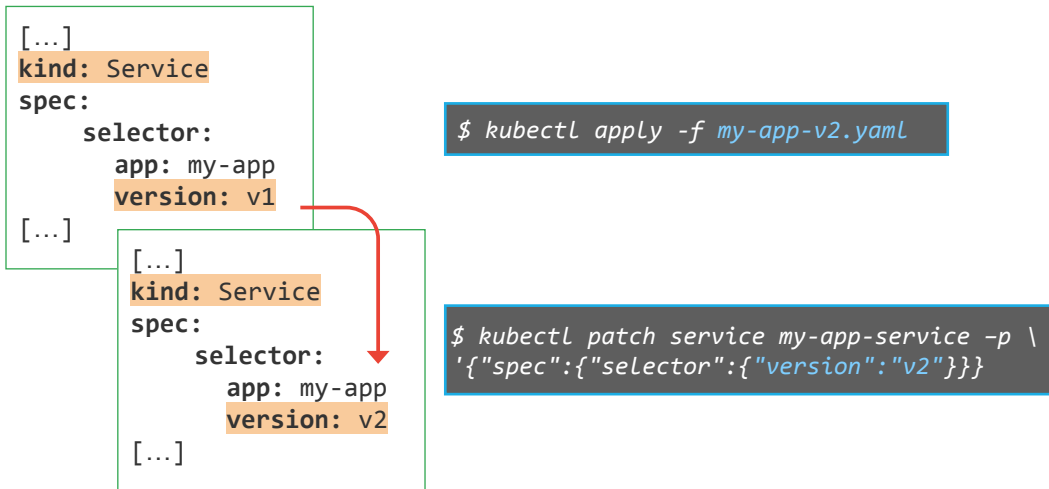 [...]
kind: Service
spec:
selector:
app: my-app
version: v1
[...]
[...]
kind: Service
spec:
selector:
app: my-app
version: v2
[...]
$ kubectl apply -f my-app-v2.yaml
$ kubectl patch service my-app-service –p \
'{"spec":{"selector":{"version":"v2"}}}